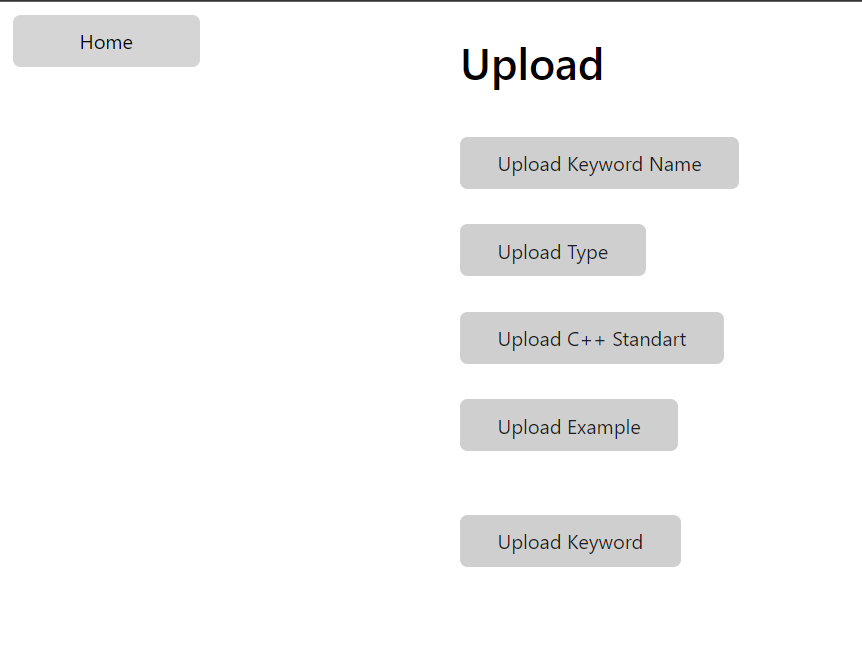 Home
Upload
Upload Keyword Name
Upload Type
Upload C++ Standart
Upload Example
Upload Keyword